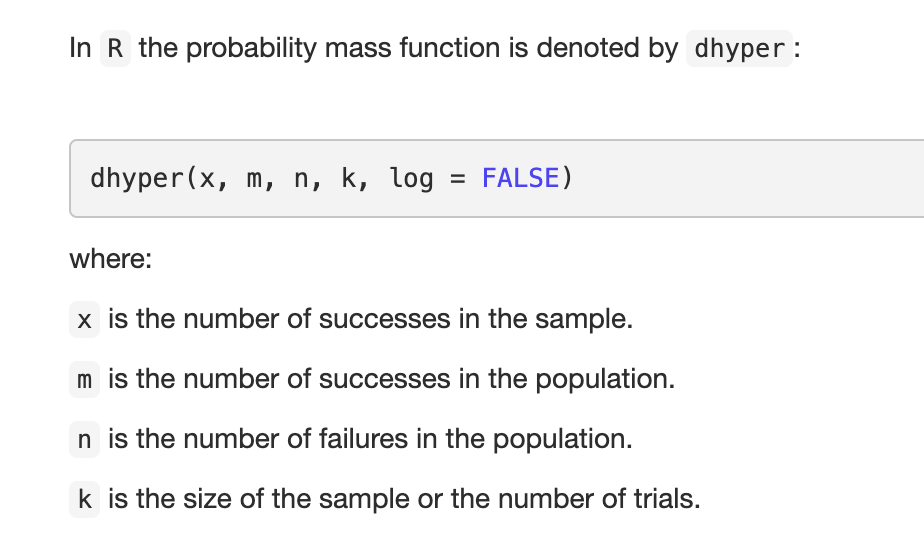 In R the probability mass function is denoted by dhyper:
dhyper(x, m, n, k, log = FALSE)
where:
x is the number of successes in the sample.
m is the number of successes in the population.
n is the number of failures in the population.
k is the size of the sample or the number of trials.